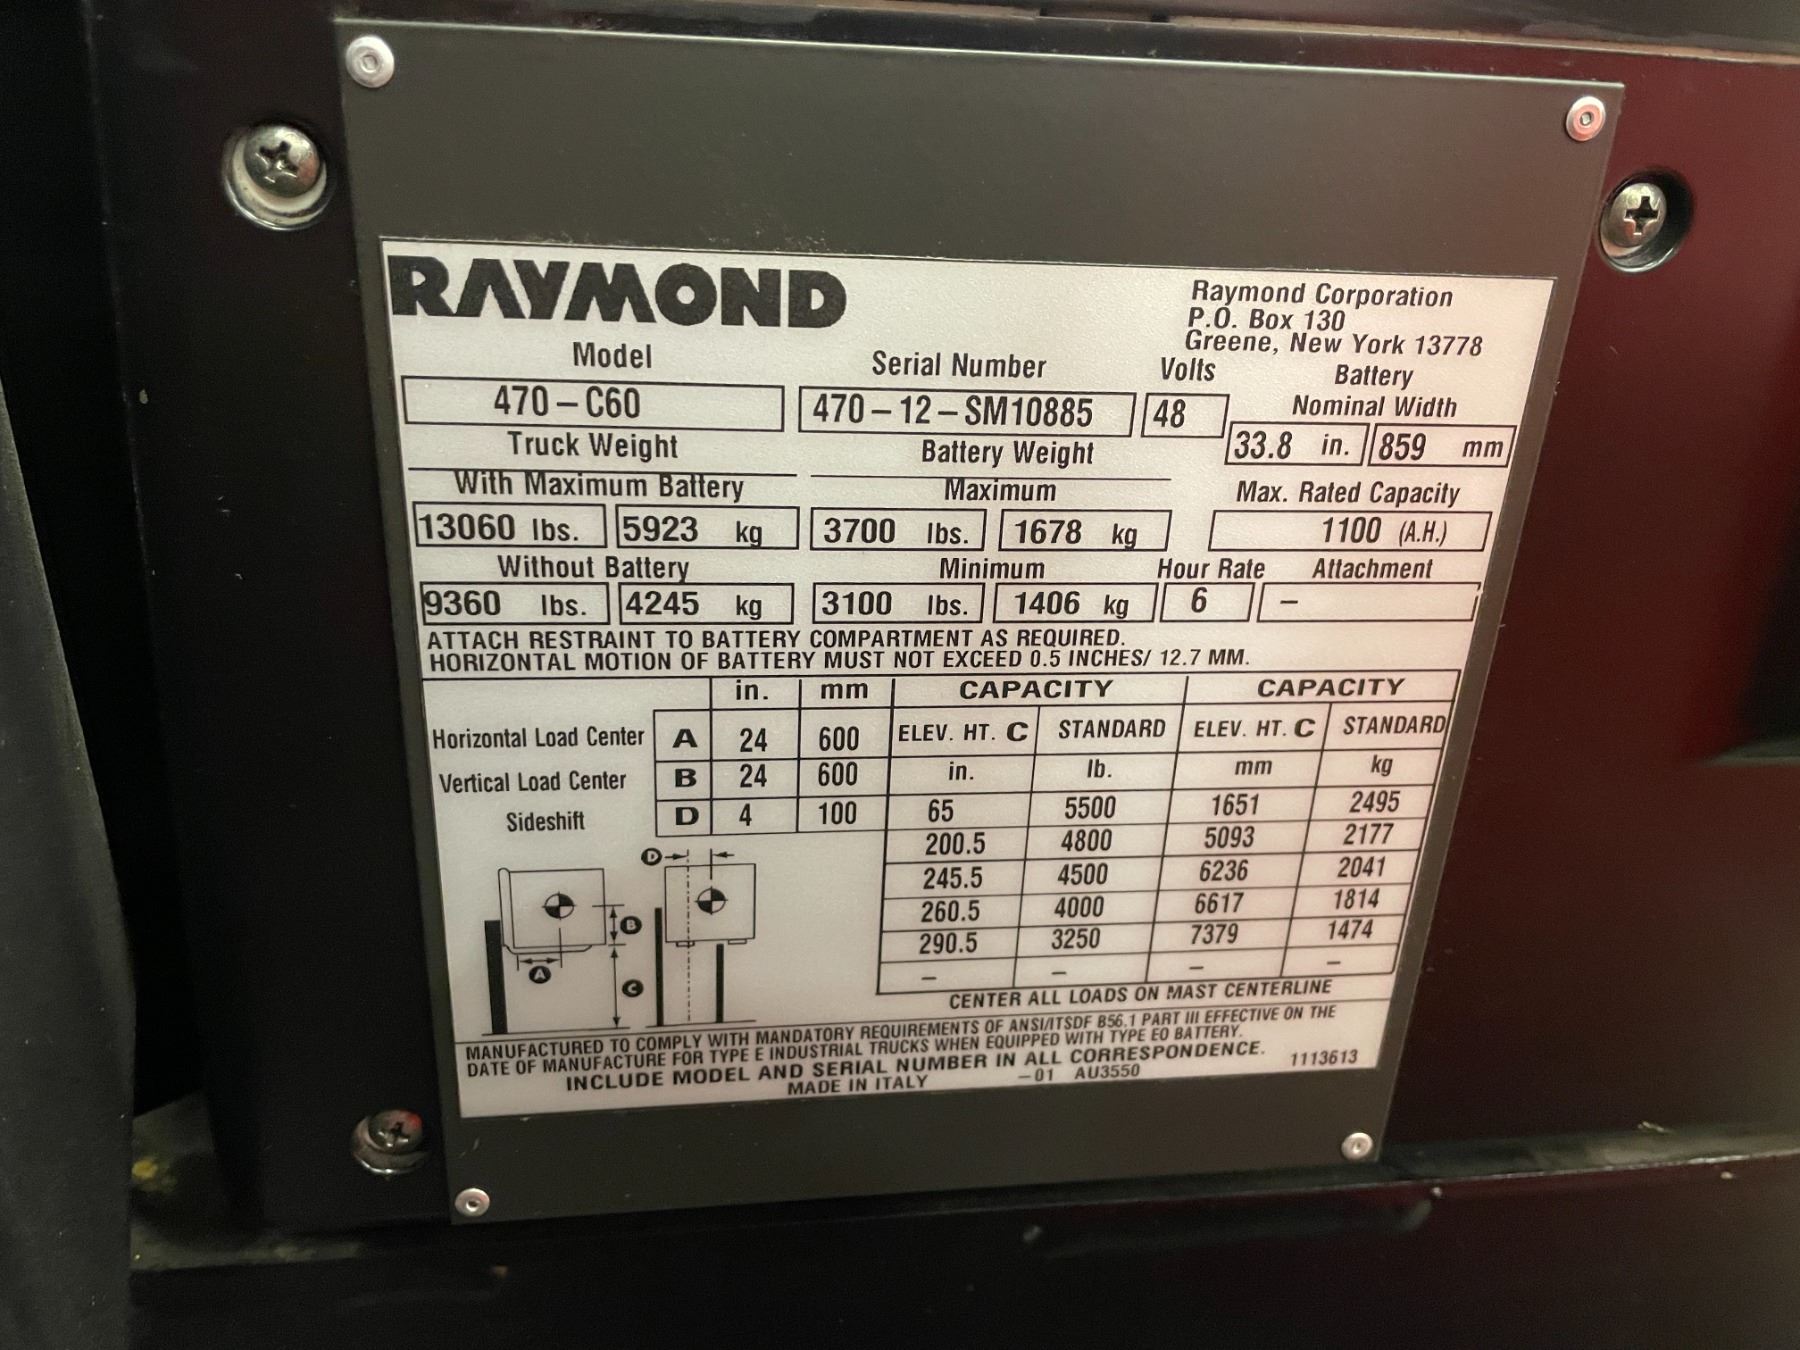 RAYMOND
Raymond Corporation
P.O. Box 130
Greene, New York 13778
Model Serial Number Volts Battery
Nominal Width
470-C60 470-12-SM10885 48 33.8 in. 859 mm
Truck Weight Battery Weight
With Maximum Battery Maximum Max. Rated Capacity
13060 lbs. 5923 kg 3700 lbs. 1678 kg 1100 (A.H.)
Without Battery Minimum Hour Rate Attachment
9360 lbs. 4245 kg 3100 lbs. 1406 kg 6 –
ATTACH RESTRAINT TO BATTERY COMPARTMENT AS REQUIRED.
HORIZONTAL MOTION OF BATTERY MUST NOT EXCEED 0.5 INCHES/ 12.7 MM.
in. mm CAPACITY CAPACITY
Horizontal Load Center A 24 600 ELEV. HT. C STANDARD ELEV. HT. C STANDARD
Vertical Load Center B 24 600 in. lb. mm kg
Sideshift D 4 100 65 5500 1651 2495
200.5 4800 5093 2177
245.5 4500 6236 2041
260.5 4000 6617 1814
290.5 3250 7379 1474
– – – –
D
B
A
C
CENTER ALL LOADS ON MAST CENTERLINE
MANUFACTURED TO COMPLY WITH MANDATORY REQUIREMENTS OF ANSI/ITSDF B56.1 PART III EFFECTIVE ON THE
DATE OF MANUFACTURE FOR TYPE E INDUSTRIAL TRUCKS WHEN EQUIPPED WITH TYPE EO BATTERY.
INCLUDE MODEL AND SERIAL NUMBER IN ALL CORRESPONDENCE. 1113613
MADE IN ITALY -01 AU3550